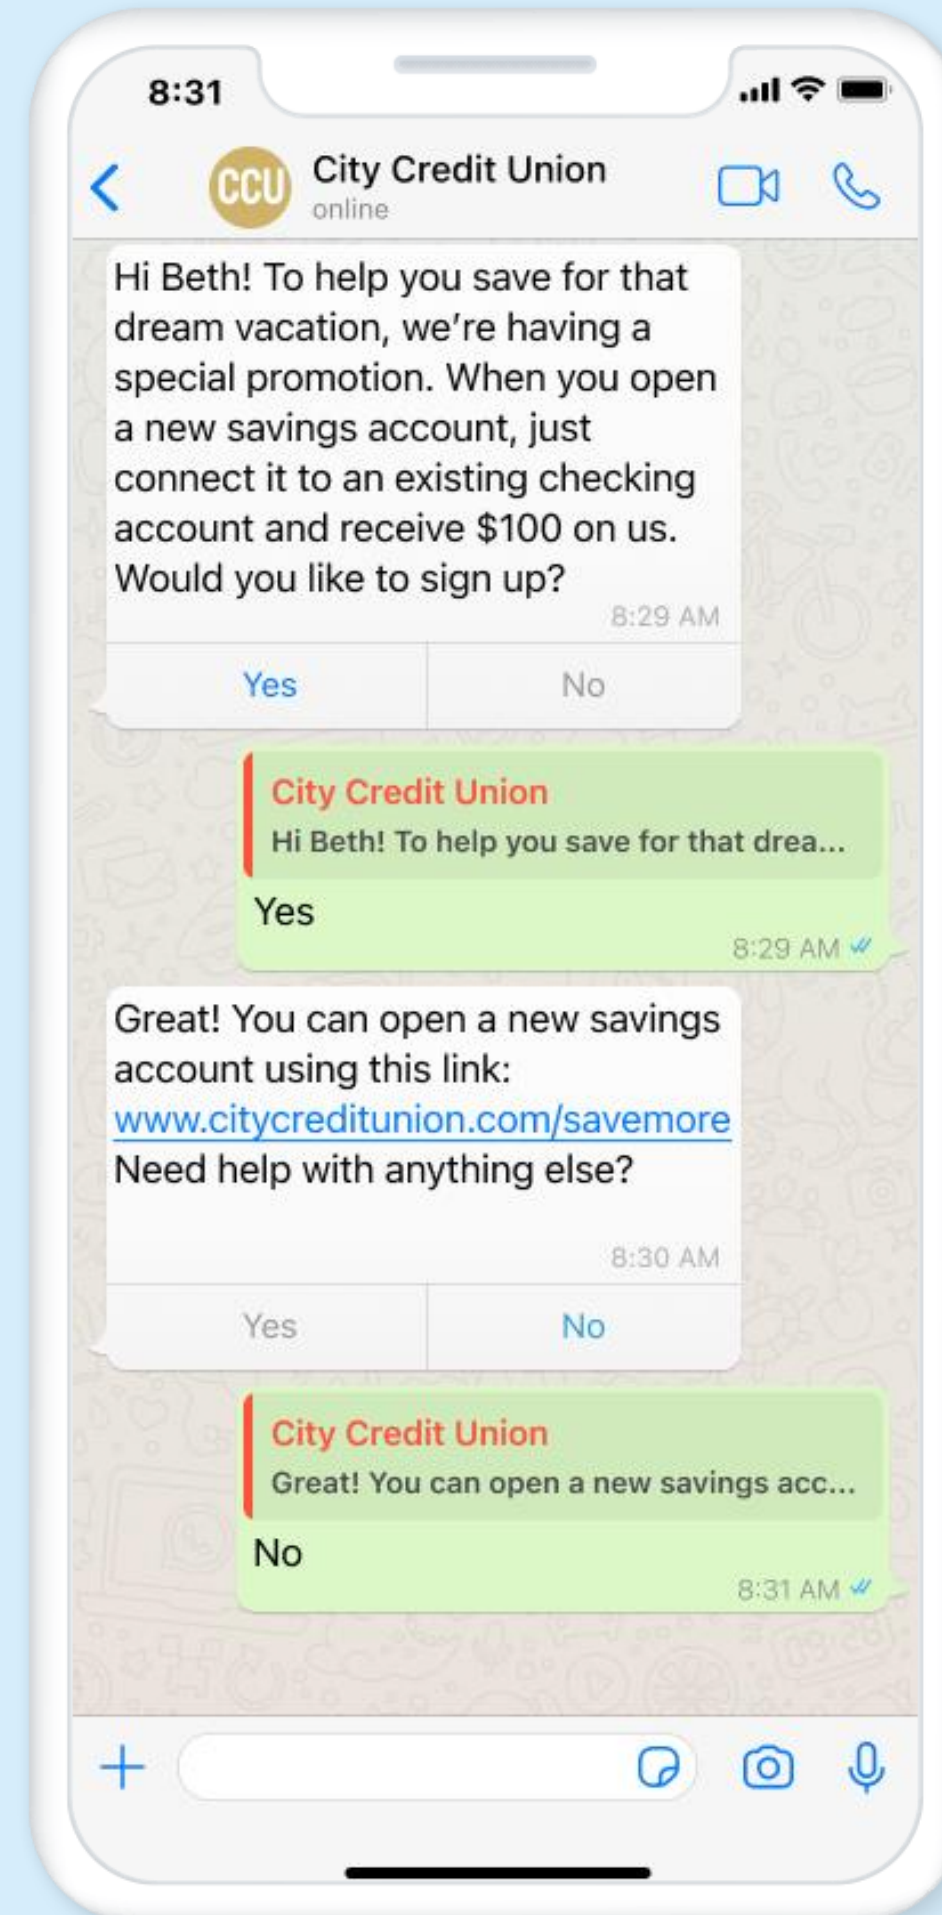 8:31
CCU
City Credit Union
online
Hi Beth! To help you save for that
dream vacation, we’re having a
special promotion. When you open
a new savings account, just
connect it to an existing checking
account and receive $100 on us.
Would you like to sign up?
8:29 AM
Yes
No
City Credit Union
Hi Beth! To help you save for that drea...
Yes
8:29 AM
Great! You can open a new savings
account using this link:
www.citycreditunion.com/savemore
Need help with anything else?
8:30 AM
Yes
No
City Credit Union
Great! You can open a new savings acc...
No
8:31 AM